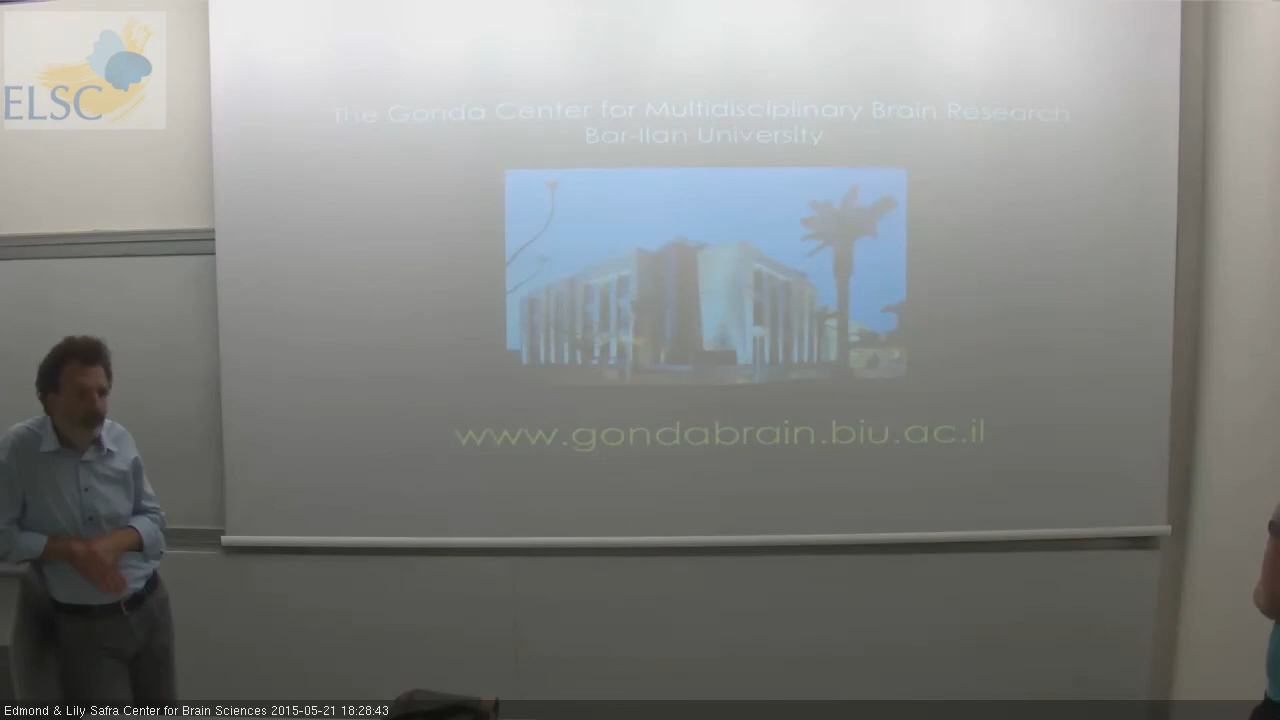 ELSC
The Gonda Center for Multidisciplinary Brain Research
Bar-Ilan University
www.gondabrain.biu.ac.il
Edmond & Lily Safra Center for Brain Sciences 2015-05-21 18:28:43